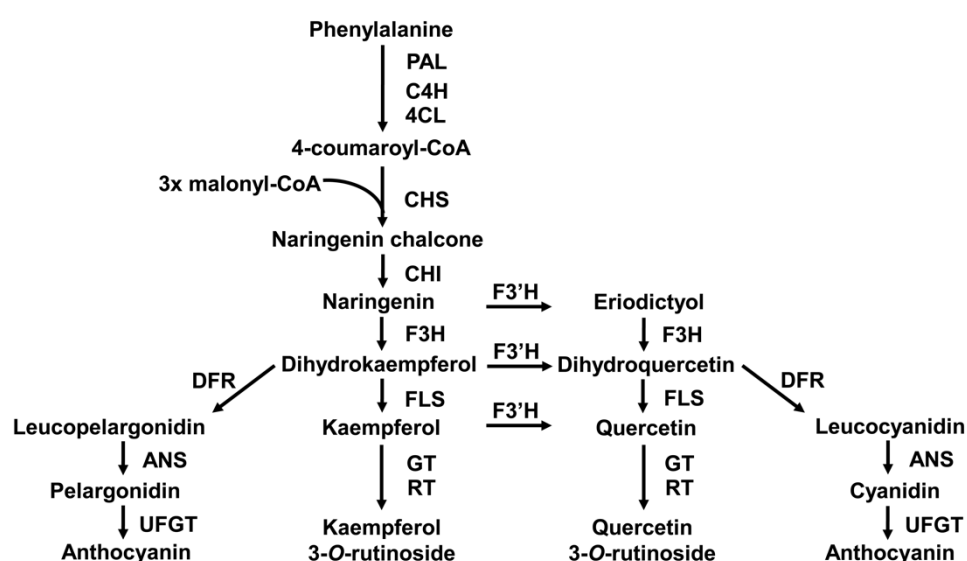 Phenylalanine
PAL
C4H
4CL
4-coumaroyl-CoA
3x malonyl-CoA
CHS
Naringenin chalcone
CHI
Naringenin F3’H Eriodictyol
F3H F3H
Dihydrokaempferol F3’H Dihydroquercetin
DFR FLS FLS DFR
Leucopelargonidin Kaempferol F3’H Quercetin Leucocyanidin
ANS GT GT ANS
RT RT
Pelargonidin Cyanidin
UFGT UFGT
Anthocyanin Kaempferol Quercetin Anthocyanin
3-O-rutinoside 3-O-rutinoside